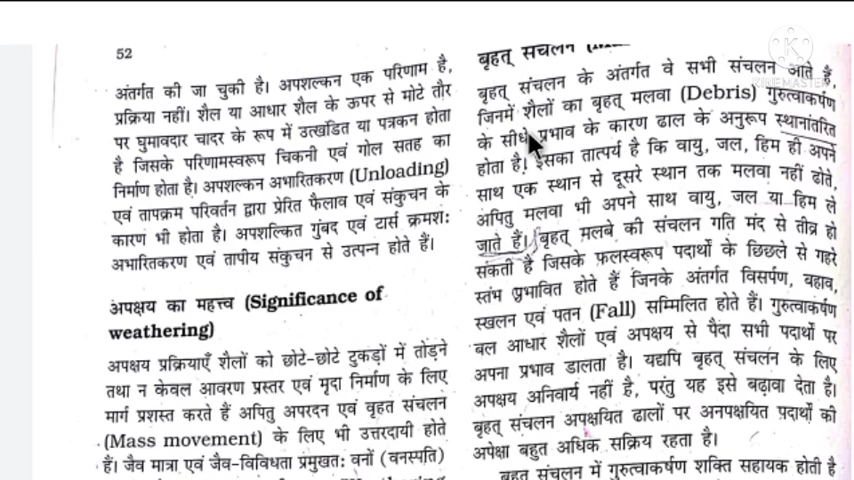 52
अंतर्गत की जा चुकी है। अपशल्कन एक परिणाम है,
प्रक्रिया नहीं। शैल या आधार शैल के ऊपर से मोटे तौर
पर घुमावदार चादर के रूप में उत्खंडित या पत्रकन होता
है जिसके परिणामस्वरूप चिकनी एवं गोल सतह का
निर्माण होता है। अपशल्कन अभारितकरण (Unloading)
एवं तापक्रम परिवर्तन द्वारा प्रेरित फैलाव एवं संकुचन के
कारण भी होता है। अपशल्कित गुंबद एवं टार्स क्रमश:
अभारितकरण एवं तापीय संकुचन से उत्पन्न होते हैं।
अपक्षय का महत्त्व (Significance of
weathering)
अपक्षय प्रक्रियाएँ शैलों को छोटे-छोटे टुकड़ों में तोड़ने
तथा न केवल आवरण प्रस्तर एवं मृदा निर्माण के लिए
मार्ग प्रशस्त करते हैं अपितु अपरदन एवं वृहत संचलन
(Mass movement) के लिए भी उत्तरदायी होते
हैं। जैव मात्रा एवं जैव-विविधता प्रमुखत: वनों (वनस्पति)
बृहत् संचलन
बृहत् संचलन के अंतर्गत वे सभी संचलन आते हैं,
जिनमें शैलों का बृहत् मलवा (Debris) गुरुत्वाकर्षण
के सीधे प्रभाव के कारण ढाल के अनुरूप स्थानांतरित
होता है। इसका तात्पर्य है कि वायु, जल, हिम ही अपने
साथ एक स्थान से दूसरे स्थान तक मलवा नहीं ढोते,
अपितु मलवा भी अपने साथ वायु, जल या हिम ले
जाते हैं। बृहत् मलबे की संचलन गति मंद से तीव्र हो
सकती है जिसके फ़लस्वरूप पदार्थों के छिछले से गहरे
स्तंभ प्रभावित होते हैं जिनके अंतर्गत विसर्पण, बहाव,
स्खलन एवं पतन (Fall) सम्मिलित होते हैं। गुरुत्वाकर्षण
बल आधार शैलों एवं अपक्षय से पैदा सभी पदार्थों पर
अपना प्रभाव डालता है। यद्यपि बृहत् संचलन के लिए
अपक्षय अनिवार्य नहीं है, परंतु यह इसे बढ़ावा देता है।
बृहत् संचलन अपक्षयित ढालों पर अनपक्षयित पदार्थों की
अपेक्षा बहुत अधिक सक्रिय रहता है।
बृहत् संचलन में गुरुत्वाकर्षण शक्ति सहायक होती है
KINEMASTER